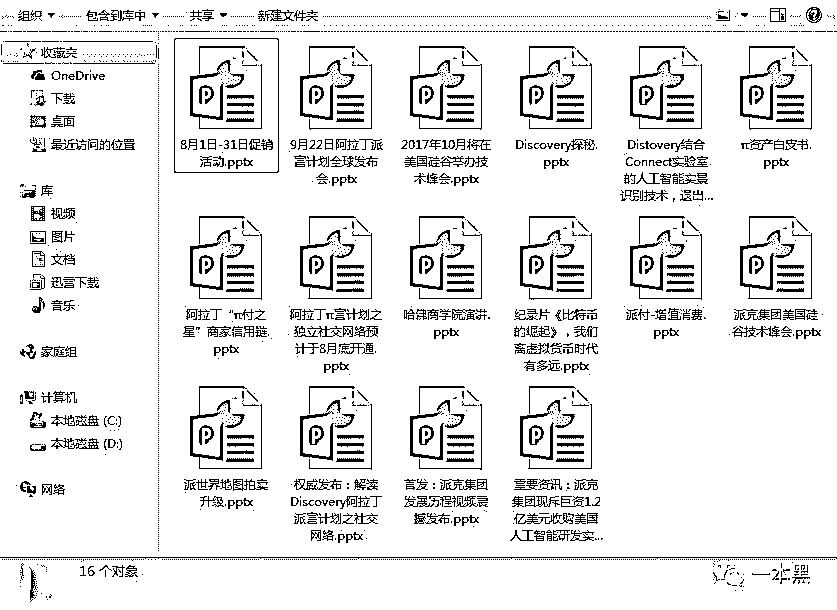 组织 包含到库中 共享 新建文件夹
收藏夹
OneDrive
下载
桌面
最近访问的位置
库
视频
图片
文档
迅雷下载
音乐
家庭组
计算机
本地磁盘 (C:)
本地磁盘 (D:)
网络
8月1日-31日促销
活动.pptx
9月22日阿拉丁派
言计划全球发布
会.pptx
2017年10月将在
美国硅谷举办技
术峰会.pptx
Discovery探秘.
pptx
Distovery结合
Connect实验室
的人工智能实景
识别技术，退出...
π资产白皮书.
pptx
阿拉丁“π付之
星”商家信用链.
pptx
阿拉丁π言计划之
独立社交网络预
计于8月底开通.
pptx
哈佛商学院演讲.
pptx
纪录片《比特币
的崛起》，我们
离虚拟货币时代
有多远.pptx
派付-增值消费.
pptx
派克集团美国硅
谷技术峰会.pptx
派世界地图拍卖
升级.pptx
权威发布：解读
Discovery阿拉丁
派言计划之社交
网络.pptx
首发：派克集团
发展历程视频震
撼发布.pptx
重要资讯：派克
集团现斥巨资1.2
亿美元收购美国
人工智能研发实...
16 个对象
一本黑